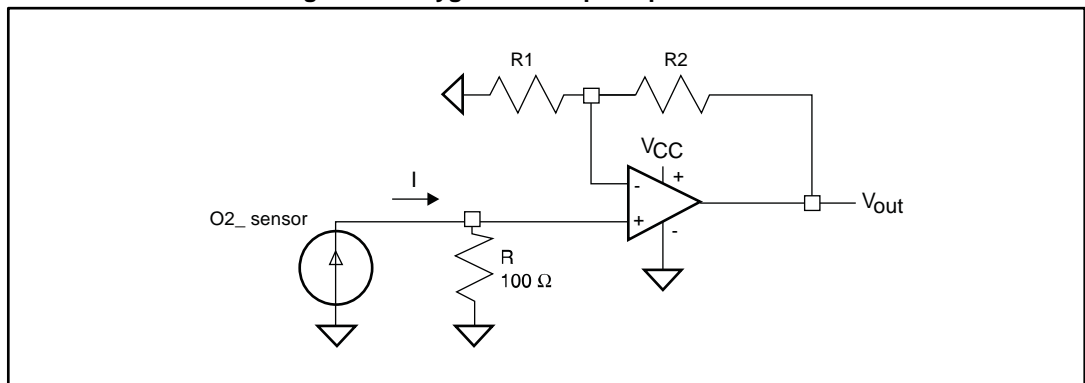 R1
R2
VCC
+
-
I
O2_ sensor
+
-
Vout
R
100 Ω